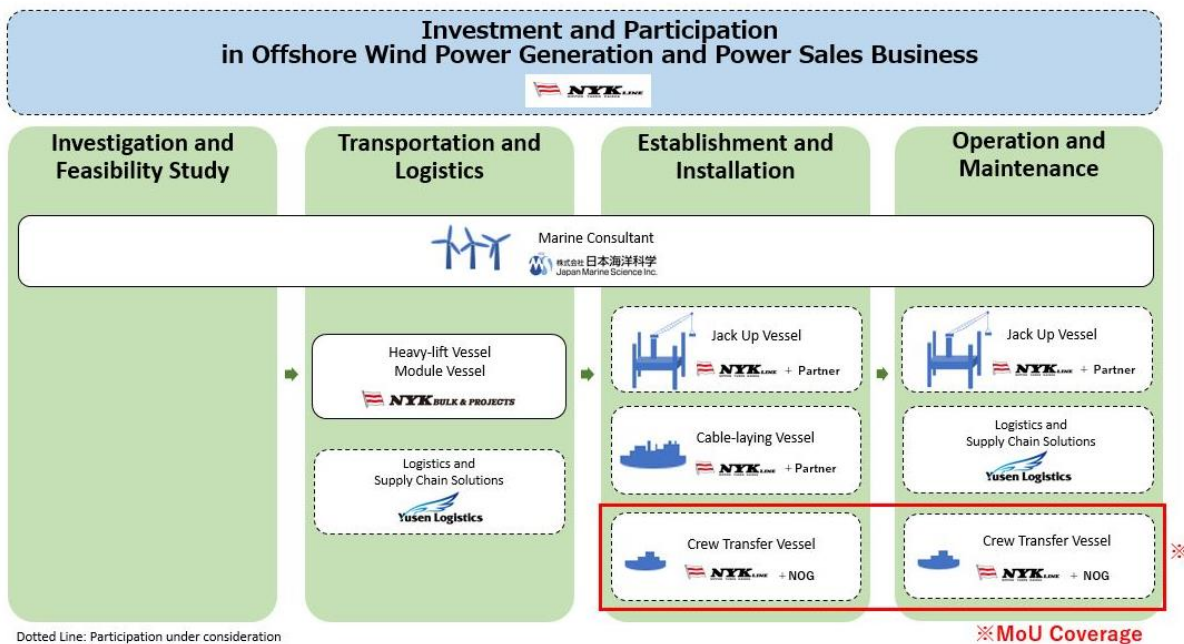 Investment and Participation
in Offshore Wind Power Generation and Power Sales Business
NYK LINE
Investigation and
Feasibility Study
Transportation and
Logistics
Establishment and
Installation
Operation and
Maintenance
Marine Consultant
株式会社 日本海洋科学
Japan Marine Science Inc.
Heavy-lift Vessel
Module Vessel
NYK BULK & PROJECTS
Logistics and
Supply Chain Solutions
Yusen Logistics
Jack Up Vessel
NYK LINE + Partner
Cable-laying Vessel
NYK LINE + Partner
Crew Transfer Vessel
NYK LINE + NOG
Jack Up Vessel
NYK LINE + Partner
Logistics and
Supply Chain Solutions
Yusen Logistics
Crew Transfer Vessel
NYK LINE + NOG
※
Dotted Line: Participation under consideration
※MoU Coverage